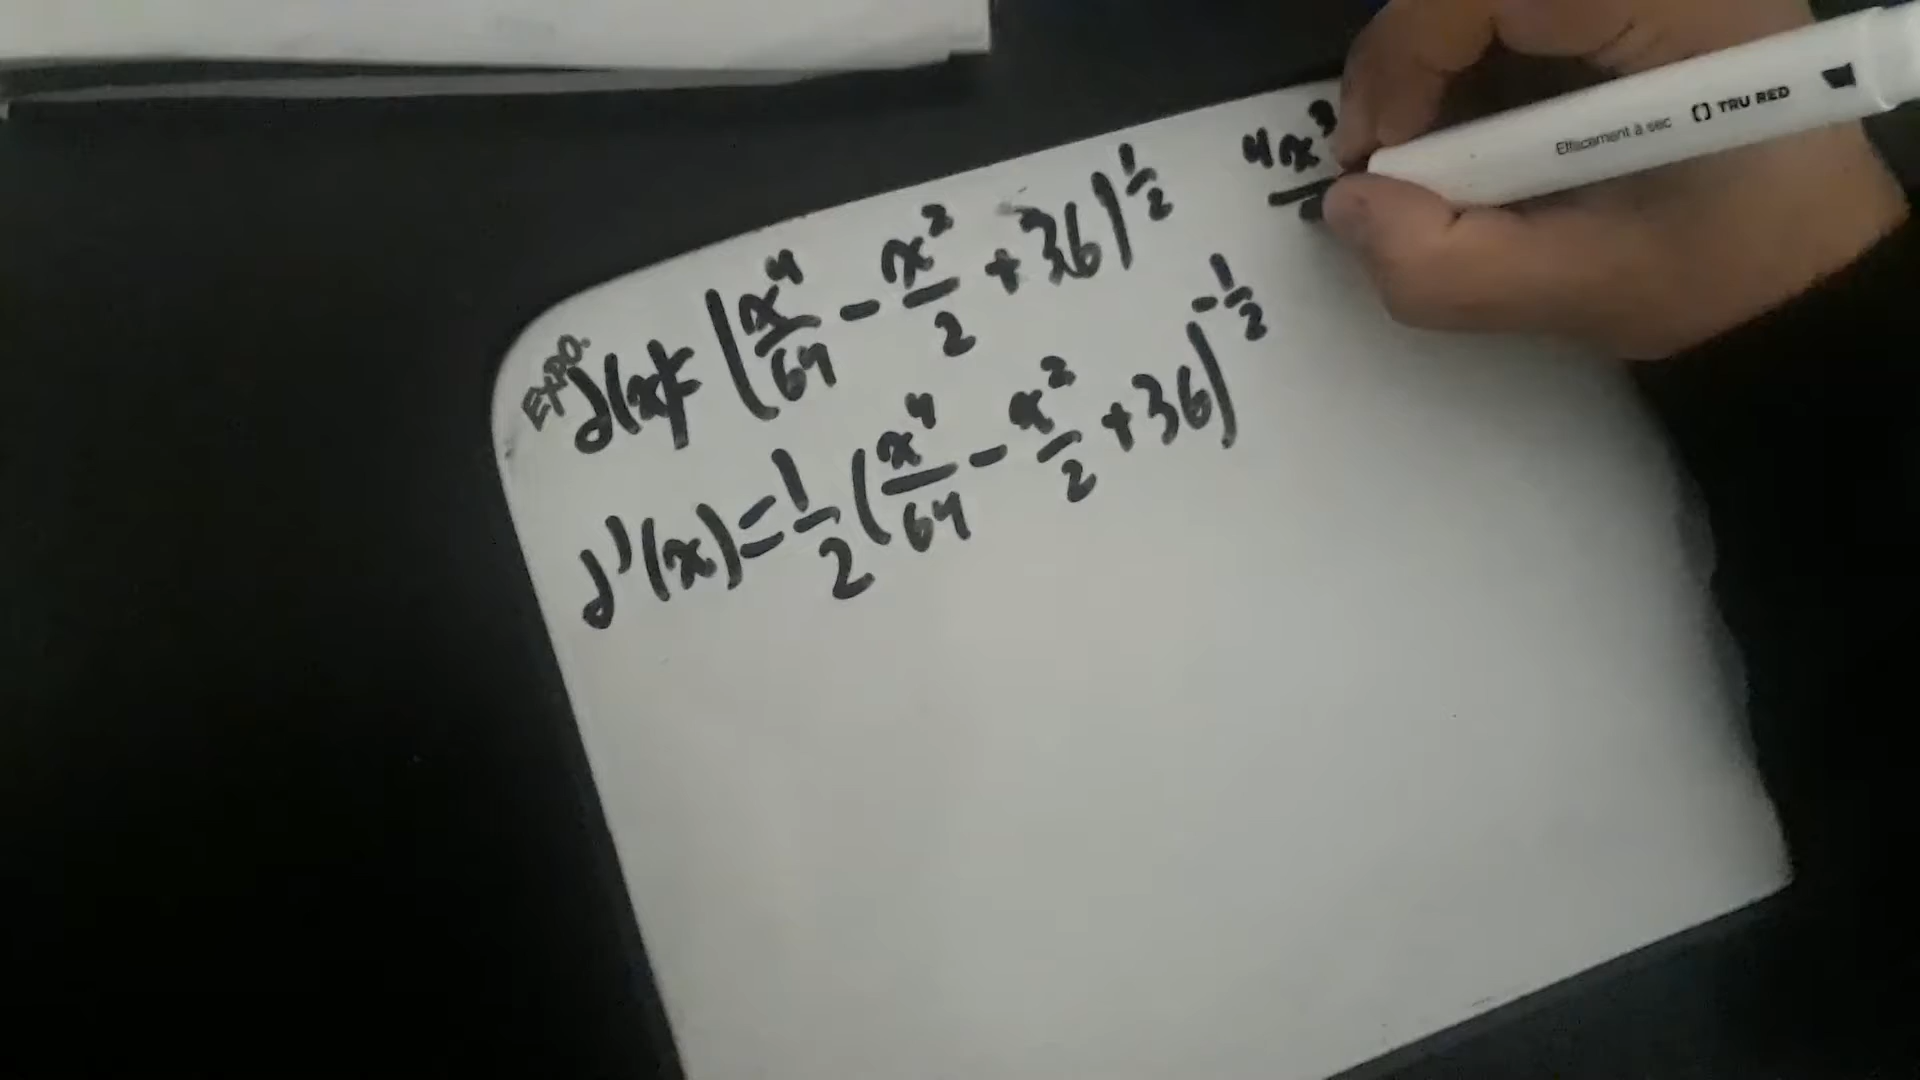 Effacement à sec TRU RED
4x³
EXPO.
d(x)= (x⁴/64 - x²/2 + 36)^1/2
d'(x)=1/2(x⁴/64 - x²/2 + 36)^-1/2